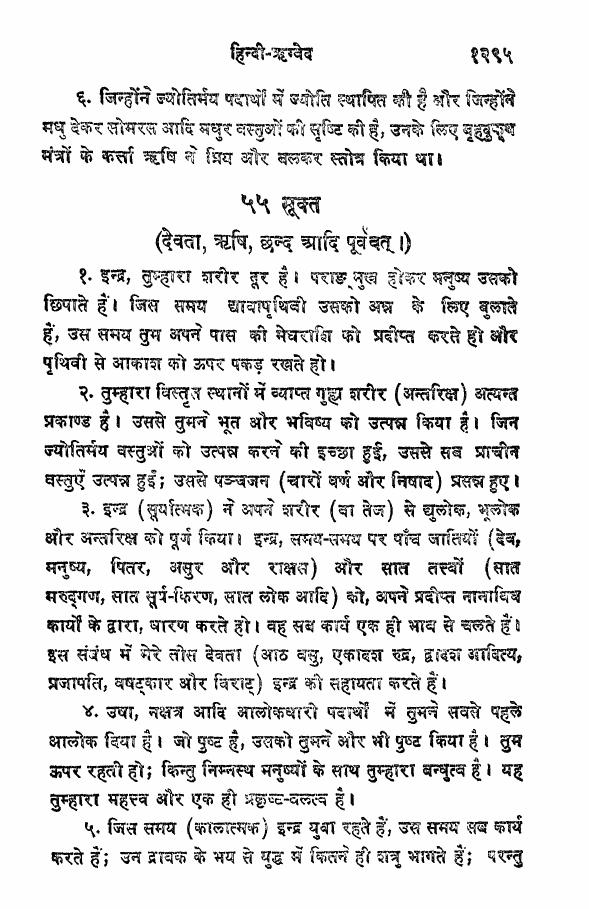 हिन्दी-ऋग्वेद १२९५
६. जिन्होंने ज्योतिर्मय पदार्थों में ज्योति स्थापित की है और जिन्होंने
मधु देकर सोमरस आदि मधुर वस्तुओं की सृष्टि की है, उनके लिए बृहदुक्थ
मंत्रों के कर्त्ता ऋषि ने प्रिय और बलकर स्तोत्र किया था।
५५ सूक्त
(देवता, ऋषि, छन्द आदि पूर्ववत्।)
१. इन्द्र, तुम्हारा शरीर दूर है। पराङमुख होकर मनुष्य उसको
छिपाते हैं। जिस समय द्यावापृथिवी उसको अन्न के लिए बुलाते
हैं, उस समय तुम अपने पास की मेघराशि को प्रदीप्त करते हो और
पृथिवी से आकाश को ऊपर पकड़ रखते हो।
२. तुम्हारा विस्तृत स्थानों में व्याप्त गुह्य शरीर (अन्तरिक्ष) अत्यन्त
प्रकाण्ड है। उससे तुमने भूत और भविष्य को उत्पन्न किया है। जिन
ज्योतिर्मय वस्तुओं को उत्पन्न करने की इच्छा हुई, उससे सब प्राचीन
वस्तुएँ उत्पन्न हुईं; उससे पञ्चजन (चारों वर्ण और निषाद) प्रसन्न हुए।
३. इन्द्र (सूर्यात्मक) ने अपने शरीर (वा तेज) से द्युलोक, भूलोक
और अन्तरिक्ष को पूर्ण किया। इन्द्र, समय-समय पर पाँच जातियों (देव,
मनुष्य, पितर, असुर और राक्षस) और सात तत्त्वों (सात
मरुद्गण, सात सूर्य-किरण, सात लोक आदि) को, अपने प्रदीप्त नानाविध
कार्यों के द्वारा, धारण करते हो। वह सब कार्य एक ही भाव से चलते हैं।
इस संबंध में मेरे तीस देवता (आठ वसु, एकादश रुद्र, द्वादश आदित्य,
प्रजापति, वषट्कार और विराट्) इन्द्र की सहायता करते हैं।
४. उषा, नक्षत्र आदि आलोकधारी पदार्थों में तुमने सबसे पहले
आलोक दिया है। जो पुष्ट है, उसको तुमने और भी पुष्ट किया है। तुम
ऊपर रहती हो; किन्तु निम्नस्थ मनुष्यों के साथ तुम्हारा बन्धुत्व है। यह
तुम्हारा महत्त्व और एक ही प्रकृष्ट-बलत्व है।
५. जिस समय (कालात्मक) इन्द्र युवा रहते हैं, उस समय सब कार्य
करते हैं; उन द्रावक के भय से युद्ध में कितने ही शत्रु भागते हैं; परन्तु